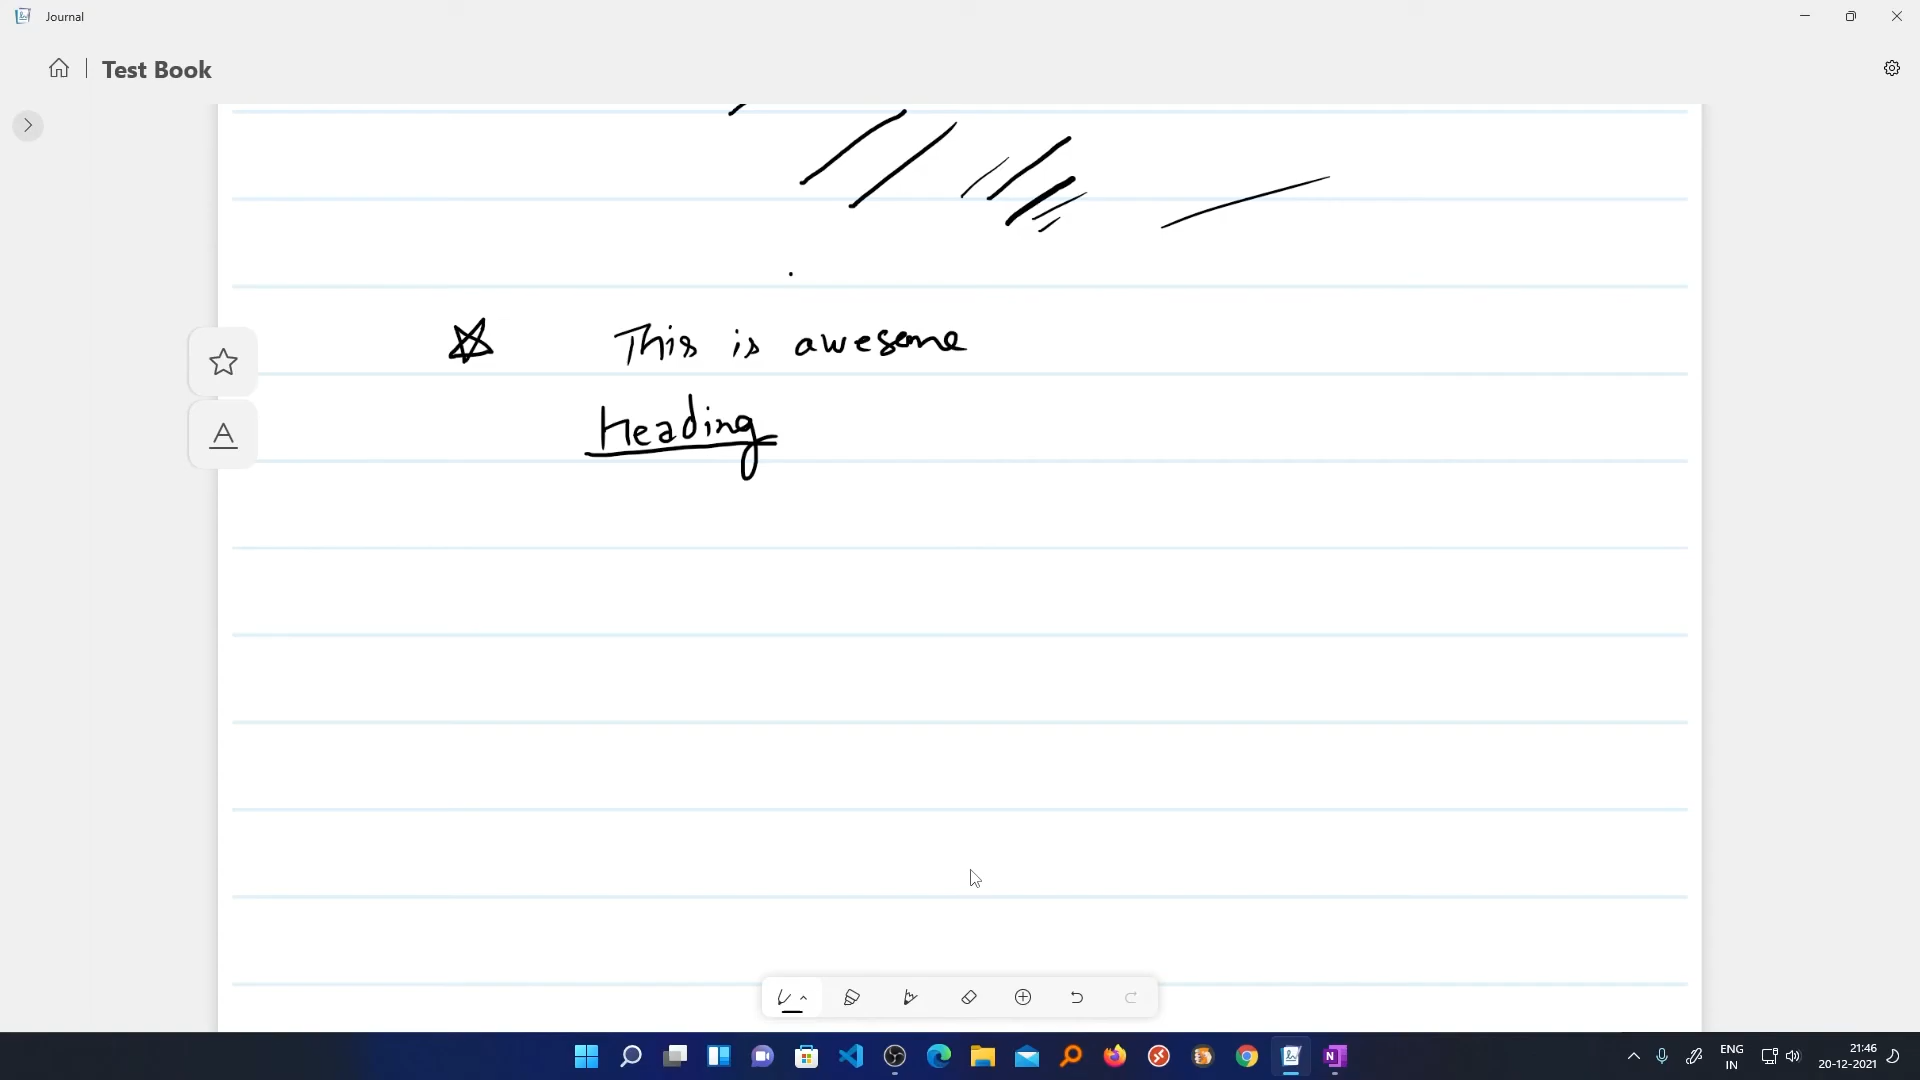 Journal
Test Book
This is awesome
Heading
ENG
IN
21:46
20-12-2021